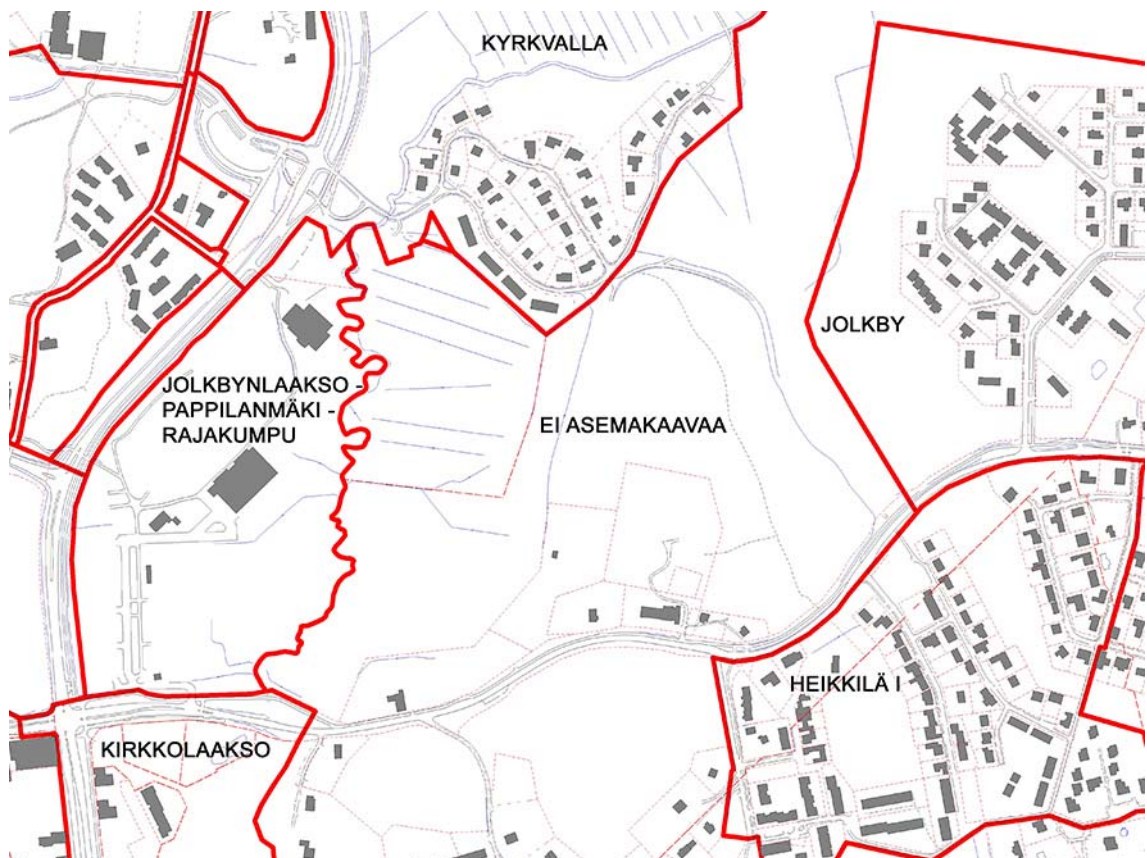 KYRKVALLA
JOLKBY
JOLKBYNLAAKSO -
PAPPILANMÄKI -
RAJAKUMPU
EI ASEMAKAAVAA
HEIKKILÄ I
KIRKKOLAAKSO